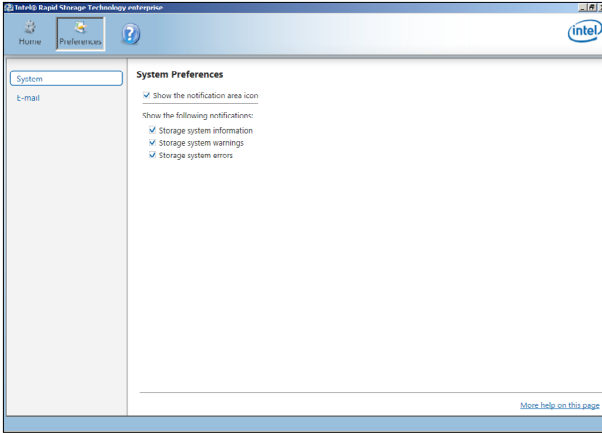 Intel® Rapid Storage Technology enterprise
Home
Preferences
?
intel
System
E-mail
System Preferences
Show the notification area icon
Show the following notifications:
Storage system information
Storage system warnings
Storage system errors
More help on this page